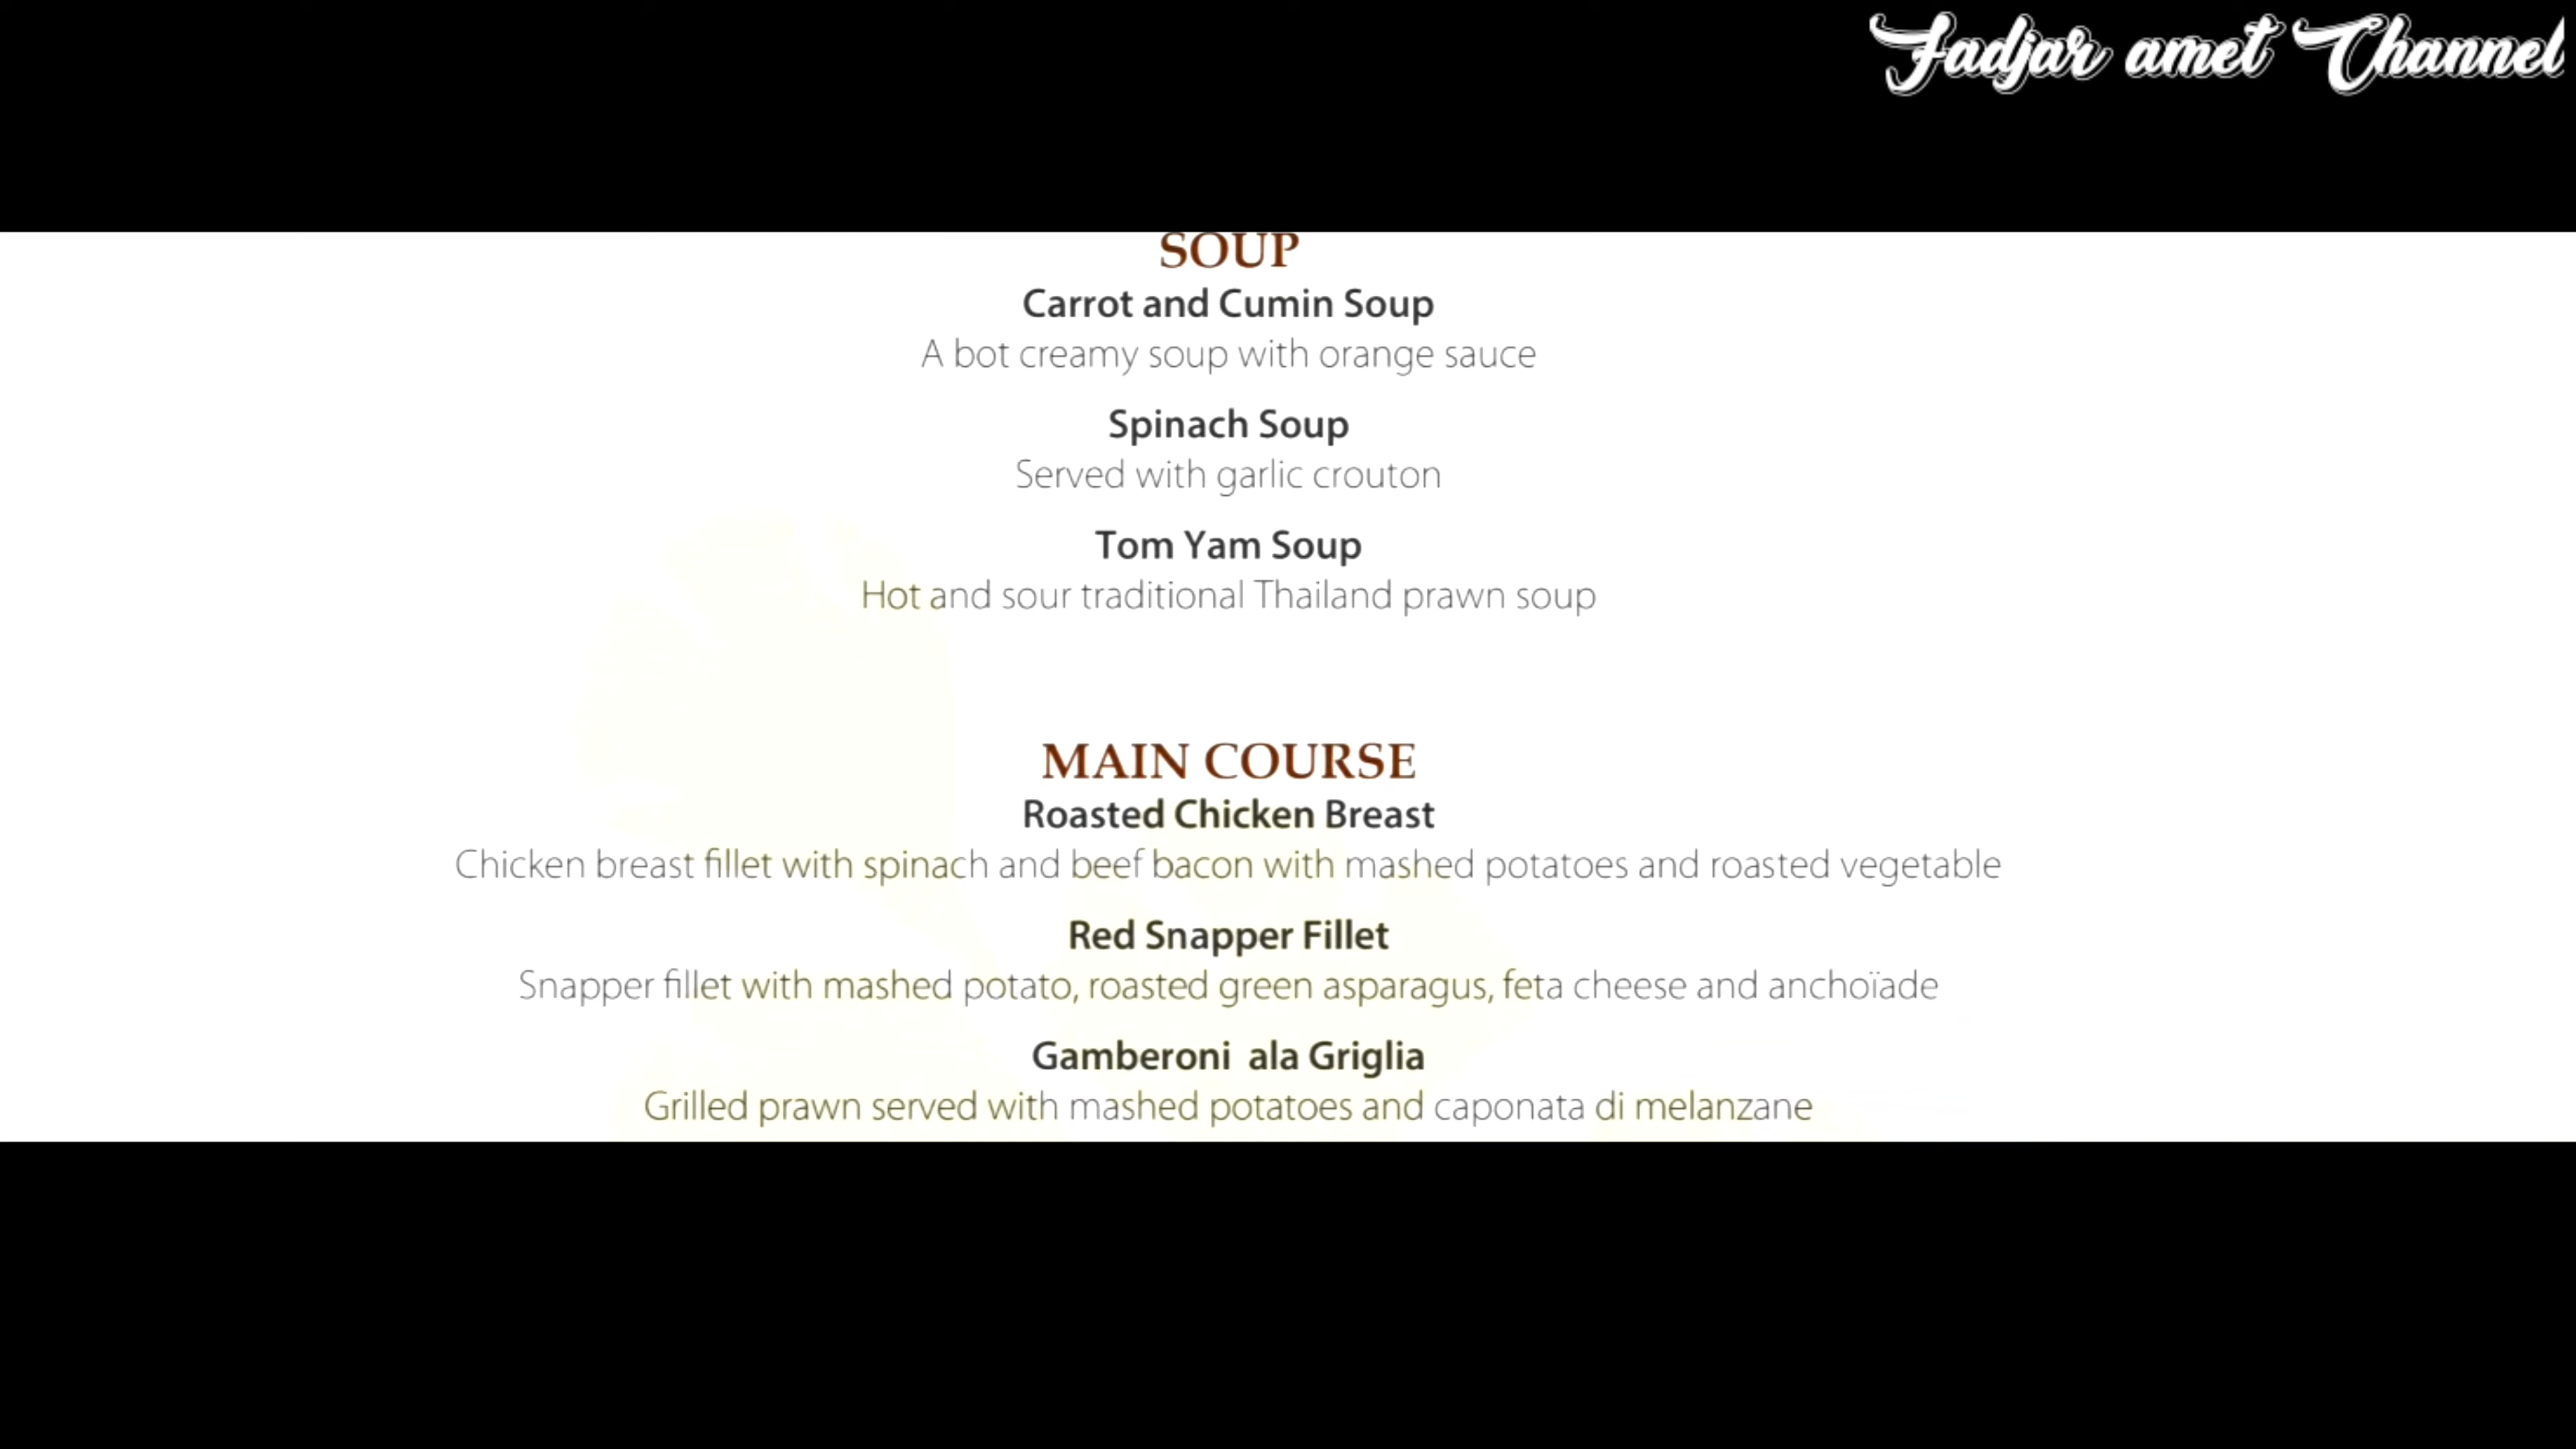 Fadjar amet Channel
SOUP
Carrot and Cumin Soup
A bot creamy soup with orange sauce
Spinach Soup
Served with garlic crouton
Tom Yam Soup
Hot and sour traditional Thailand prawn soup
MAIN COURSE
Roasted Chicken Breast
Chicken breast fillet with spinach and beef bacon with mashed potatoes and roasted vegetable
Red Snapper Fillet
Snapper fillet with mashed potato, roasted green asparagus, feta cheese and anchoïade
Gamberoni  ala Griglia
Grilled prawn served with mashed potatoes and caponata di melanzane